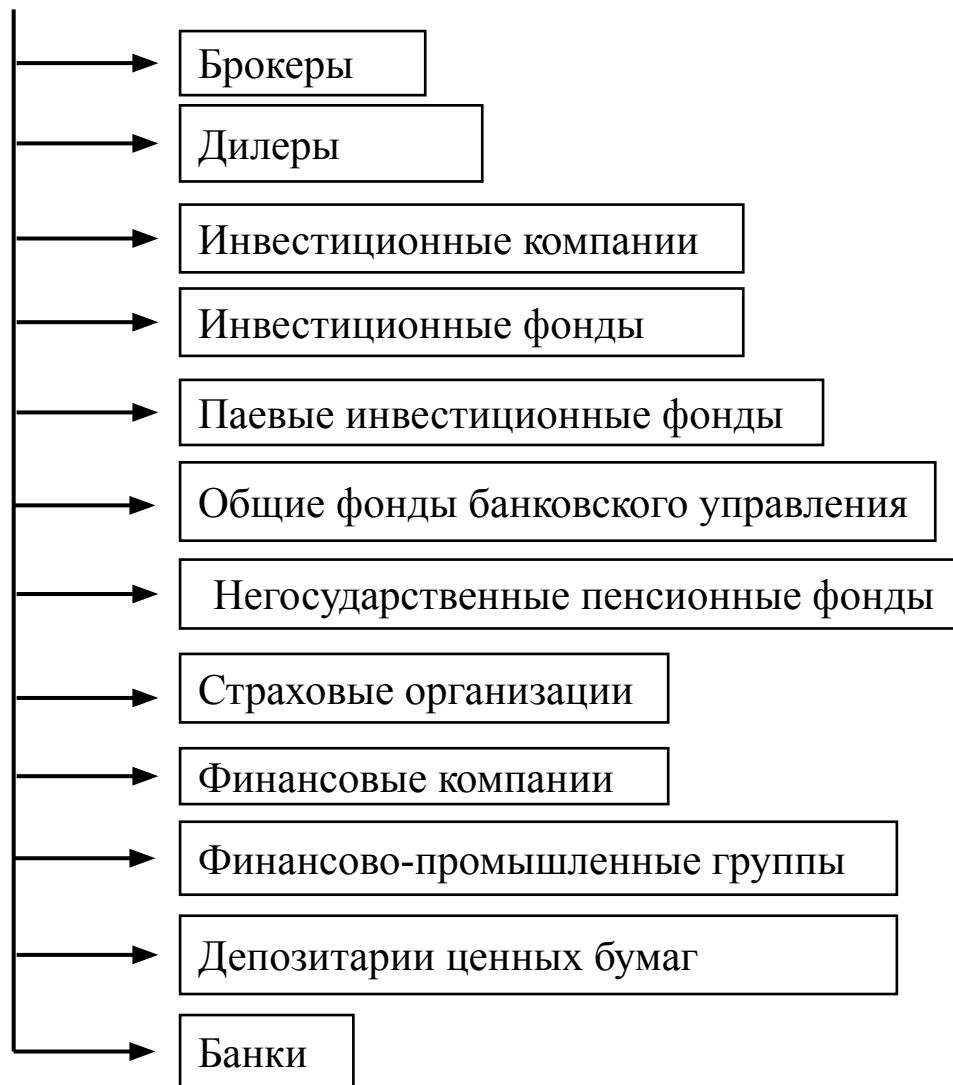 Брокеры
Дилеры
Инвестиционные компании
Инвестиционные фонды
Паевые инвестиционные фонды
Общие фонды банковского управления
Негосударственные пенсионные фонды
Страховые организации
Финансовые компании
Финансово-промышленные группы
Депозитарии ценных бумаг
Банки